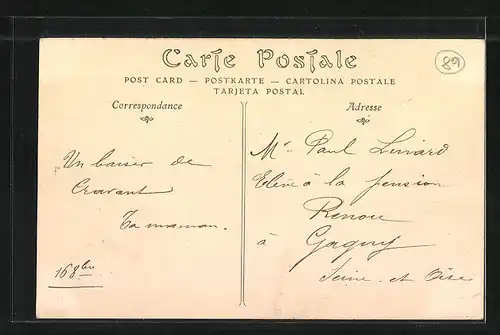 Carte Postale
89
POST CARD — POSTKARTE — CARTOLINA POSTALE
TARJETA POSTAL
Correspondance
Adresse
Un baiser de
Cravant
Ta maman.
16 8bre
Mr Paul Linard
Elève à la pension
Renou
à Gagny
Seine et Oise